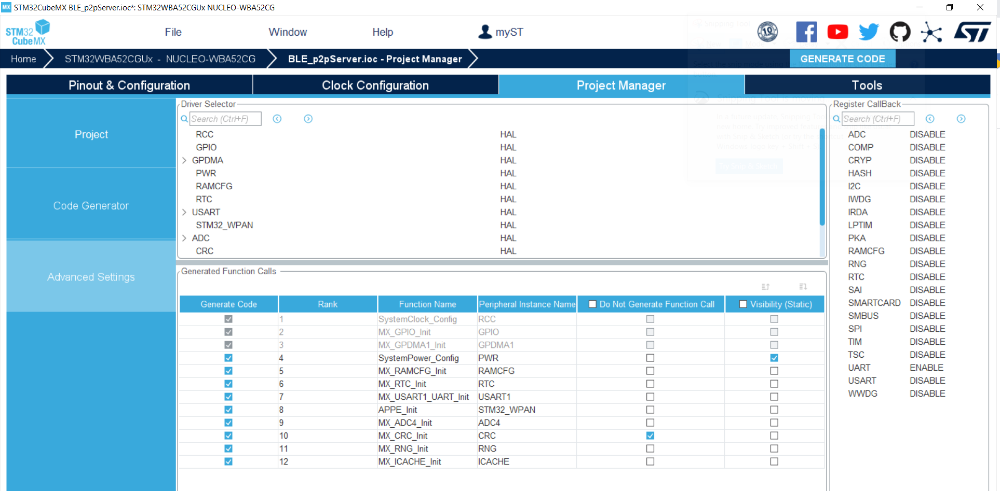 STM32CubeMX BLE_p2pServer.ioc*: STM32WBA52CGUx NUCLEO-WBA52CG
STM32 CubeMX
File Window Help myST
10
Home STM32WBA52CGUx - NUCLEO-WBA52CG BLE_p2pServer.ioc - Project Manager GENERATE CODE
Pinout & Configuration Clock Configuration Project Manager Tools
Project
Code Generator
Advanced Settings
Driver Selector
Search (Ctrl+F)
RCC HAL
GPIO HAL
GPDMA HAL
PWR HAL
RAMCFG HAL
RTC HAL
USART HAL
STM32_WPAN HAL
ADC HAL
CRC HAL
Generated Function Calls
Generate Code Rank Function Name Peripheral Instance Name Do Not Generate Function Call Visibility (Static)
1 SystemClock_Config RCC
2 MX_GPIO_Init GPIO
3 MX_GPDMA1_Init GPDMA1
4 SystemPower_Config PWR
5 MX_RAMCFG_Init RAMCFG
6 MX_RTC_Init RTC
7 MX_USART1_UART_Init USART1
8 APPE_Init STM32_WPAN
9 MX_ADC4_Init ADC4
10 MX_CRC_Init CRC
11 MX_RNG_Init RNG
12 MX_ICACHE_Init ICACHE
Register CallBack
Search (Ctrl+F)
ADC DISABLE
COMP DISABLE
CRYP DISABLE
HASH DISABLE
I2C DISABLE
IWDG DISABLE
IRDA DISABLE
LPTIM DISABLE
PKA DISABLE
RAMCFG DISABLE
RNG DISABLE
RTC DISABLE
SAI DISABLE
SMARTCARD DISABLE
SMBUS DISABLE
SPI DISABLE
TIM DISABLE
TSC DISABLE
UART ENABLE
USART DISABLE
WWDG DISABLE